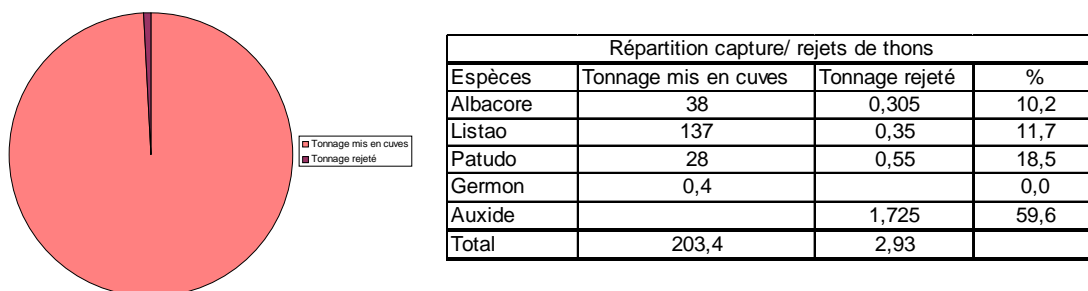 Tonnage mis en cuves
Tonnage rejeté
Répartition capture/ rejets de thons
Espèces Tonnage mis en cuves Tonnage rejeté %
Albacore 38 0,305 10,2
Listao 137 0,35 11,7
Patudo 28 0,55 18,5
Germon 0,4 0,0
Auxide 1,725 59,6
Total 203,4 2,93